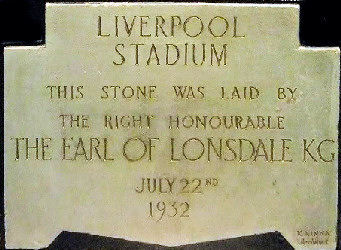 LIVERPOOL
STADIUM
THIS STONE WAS LAID BY
THE RIGHT HONOURABLE
THE EARL OF LONSDALE KG
JULY 22ND
1932